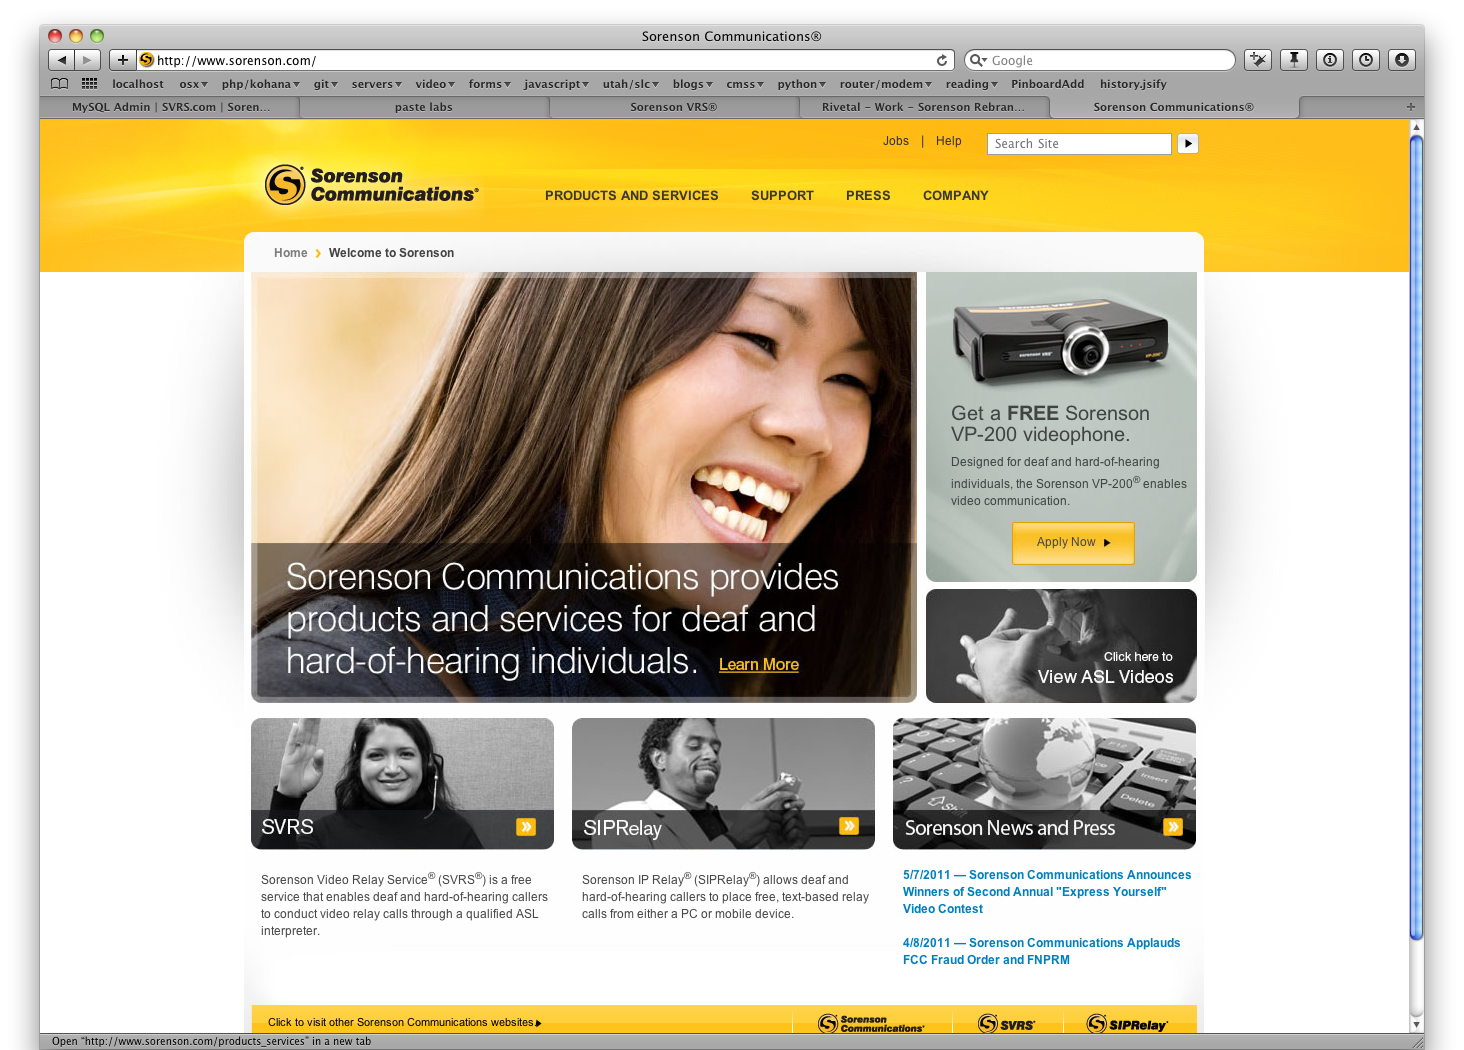 Sorenson Communications®
http://www.sorenson.com/
Google
localhost osx php/kohana git servers video forms javascript utah/slc blogs cmss python router/modem reading PinboardAdd history.jsify
MySQL Admin | SVRS.com | Soren...
paste labs
Sorenson VRS®
Rivetal – Work – Sorenson Rebran...
Sorenson Communications®
Jobs | Help
Search Site
Sorenson
Communications®
PRODUCTS AND SERVICES SUPPORT PRESS COMPANY
Home Welcome to Sorenson
Sorenson Communications provides
products and services for deaf and
hard-of-hearing individuals. Learn More
SORENSON VRS®
VP-200
Get a FREE Sorenson
VP-200 videophone.
Designed for deaf and hard-of-hearing
individuals, the Sorenson VP-200® enables
video communication.
Apply Now
Click here to
View ASL Videos
SVRS
Sorenson Video Relay Service® (SVRS®) is a free
service that enables deaf and hard-of-hearing callers
to conduct video relay calls through a qualified ASL
interpreter.
SIPRelay
Sorenson IP Relay® (SIPRelay®) allows deaf and
hard-of-hearing callers to place free, text-based relay
calls from either a PC or mobile device.
Insert
Delete
Shift
Sorenson News and Press
5/7/2011 — Sorenson Communications Announces
Winners of Second Annual "Express Yourself"
Video Contest
4/8/2011 — Sorenson Communications Applauds
FCC Fraud Order and FNPRM
Click to visit other Sorenson Communications websites
Sorenson
Communications®
SVRS®
SIPRelay®
Open “http://www.sorenson.com/products_services” in a new tab